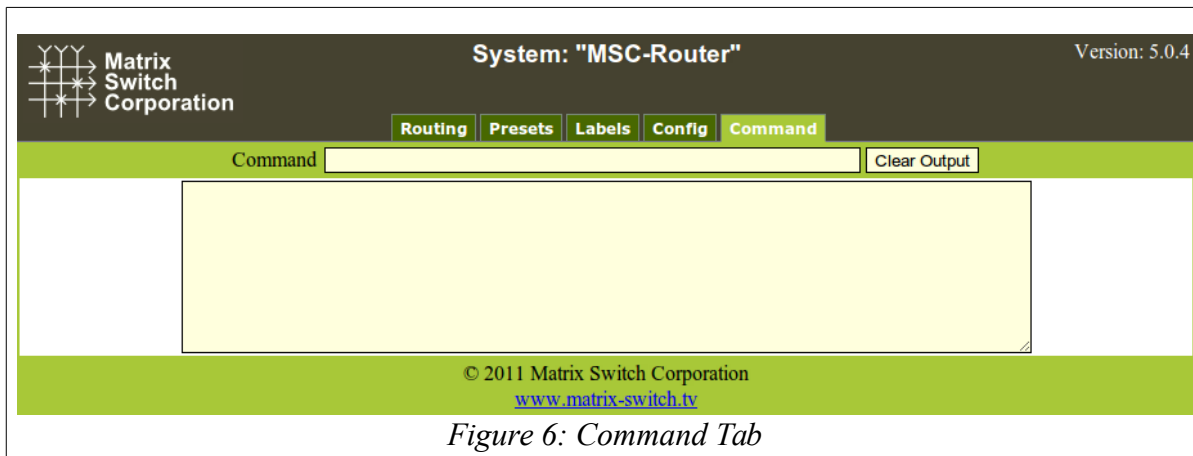 Matrix
Switch
Corporation
System: "MSC-Router"
Version: 5.0.4
Routing Presets Labels Config Command
Command Clear Output
© 2011 Matrix Switch Corporation
www.matrix-switch.tv
Figure 6: Command Tab